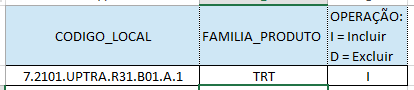 CODIGO_LOCAL
FAMILIA_PRODUTO
OPERAÇÃO:
I = Incluir
D = Excluir
7.2101.UPTRA.R31.B01.A.1
TRT
I